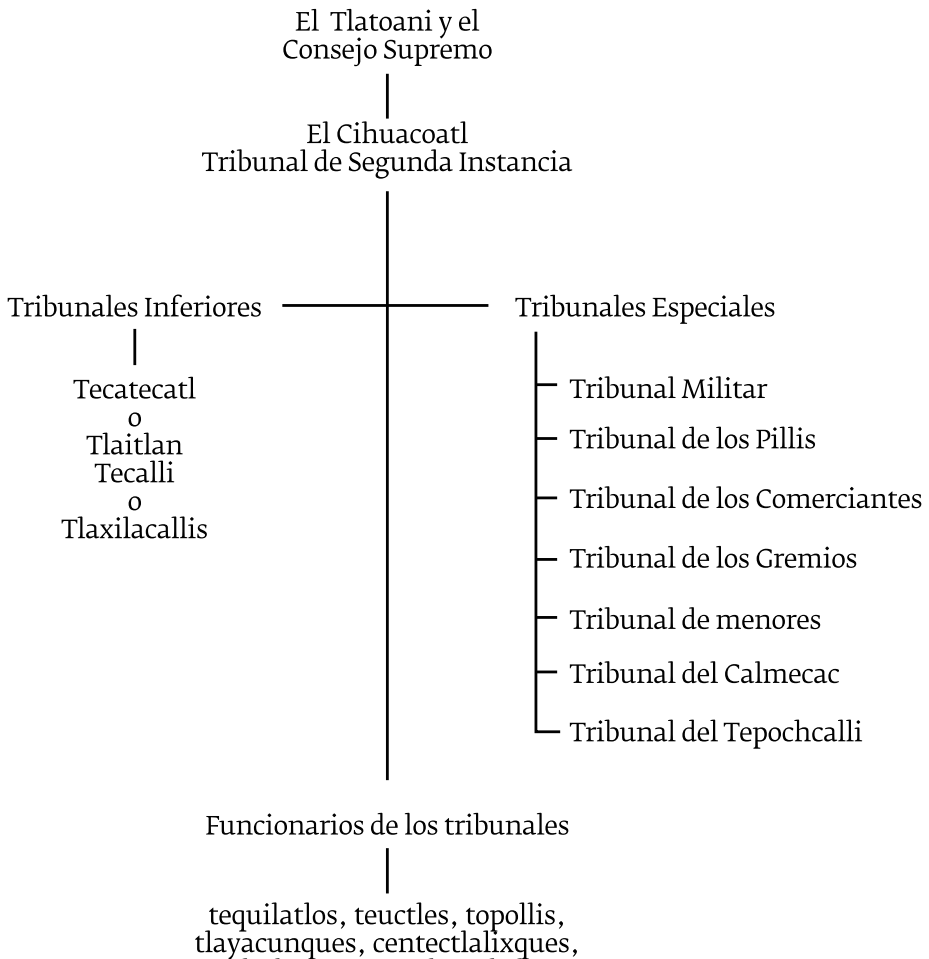 El Tlatoani y el
Consejo Supremo
El Cihuacoatl
Tribunal de Segunda Instancia
Tribunales Inferiores
Tecatecatl
o
Tlaitlan
Tecalli
o
Tlaxilacallis
Tribunales Especiales
Tribunal Militar
Tribunal de los Pillis
Tribunal de los Comerciantes
Tribunal de los Gremios
Tribunal de menores
Tribunal del Calmecac
Tribunal del Tepochcalli
Funcionarios de los tribunales
tequilatlos, teuctles, topollis,
tlayacunques, centectlalixques,